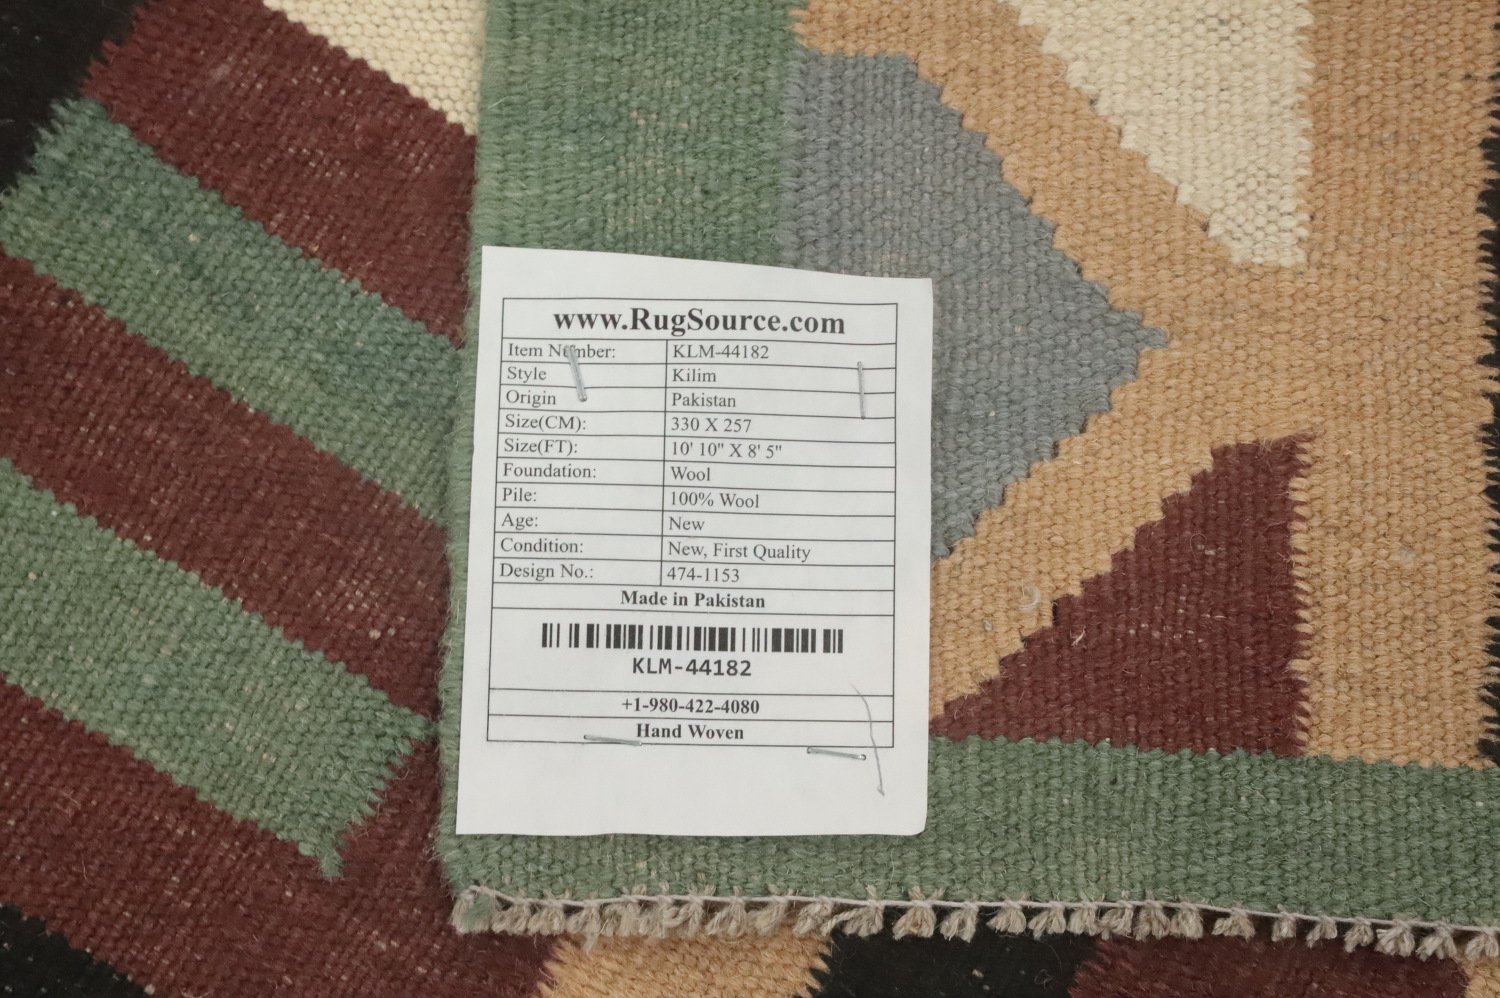 www.RugSource.com
Item Number: KLM-44182
Style Kilim
Origin Pakistan
Size(CM): 330 X 257
Size(FT): 10' 10" X 8' 5"
Foundation: Wool
Pile: 100% Wool
Age: New
Condition: New, First Quality
Design No.: 474-1153
Made in Pakistan
KLM-44182
+1-980-422-4080
Hand Woven